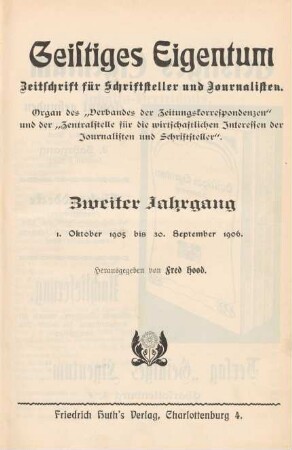 Geistiges Eigentum
Zeitschrift für Schriftsteller und Journalisten.
Organ des „Verbandes der Zeitungskorrespondenzen"
und der „Zentralstelle für die wirtschaftlichen Interessen der
Journalisten und Schriftsteller".
Zweiter Jahrgang
1. Oktober 1905 bis 30. September 1906.
Herausgegeben von Fred Hood.
Friedrich Huth's Verlag, Charlottenburg 4.